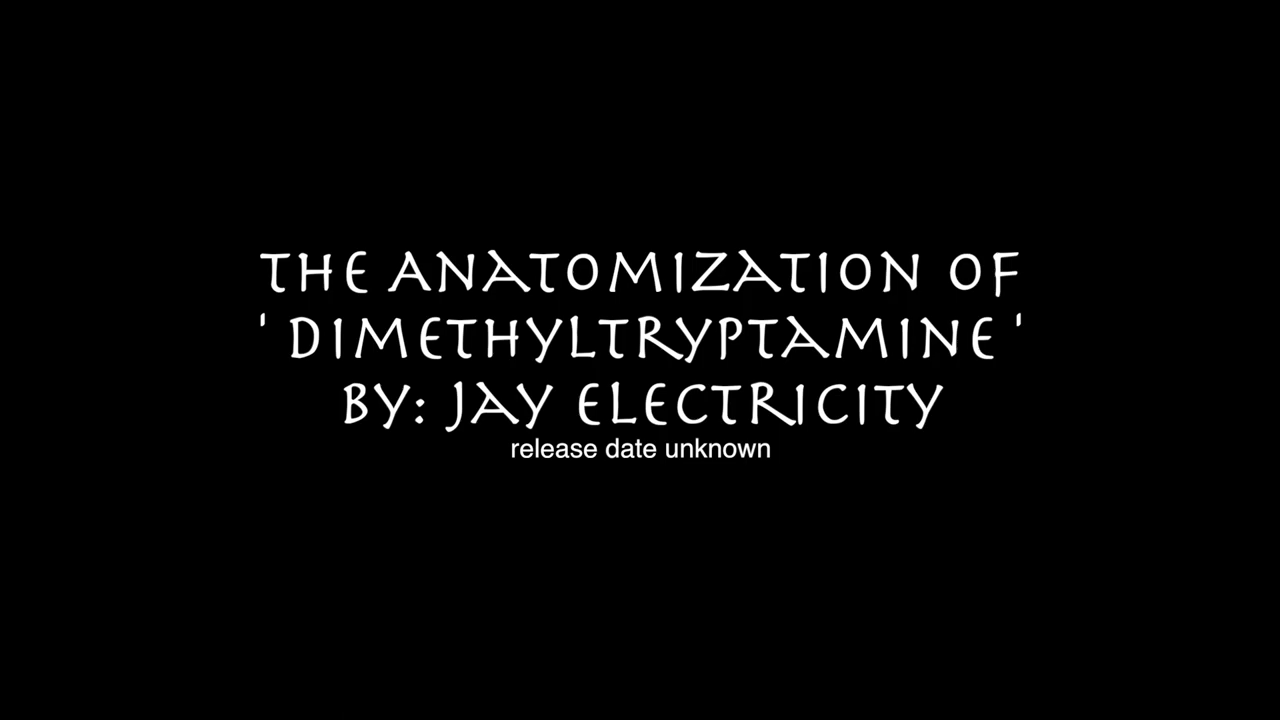 THE ANATOMIZATION OF
' DIMETHYLTRYPTAMINE '
BY: JAY ELECTRICITY
release date unknown